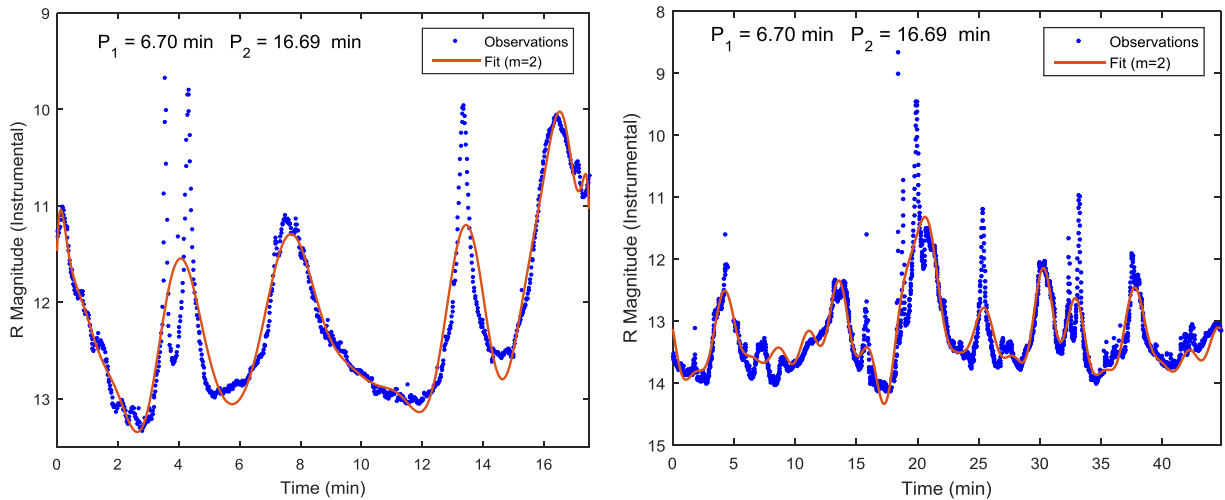 9
P1 = 6.70 min P2 = 16.69 min
Observations
Fit (m=2)
10
11
12
13
R Magnitude (Instrumental)
0 2 4 6 8 10 12 14 16
Time (min)
8
P1 = 6.70 min P2 = 16.69 min
Observations
Fit (m=2)
9
10
11
12
13
14
15
R Magnitude (Instrumental)
0 5 10 15 20 25 30 35 40
Time (min)